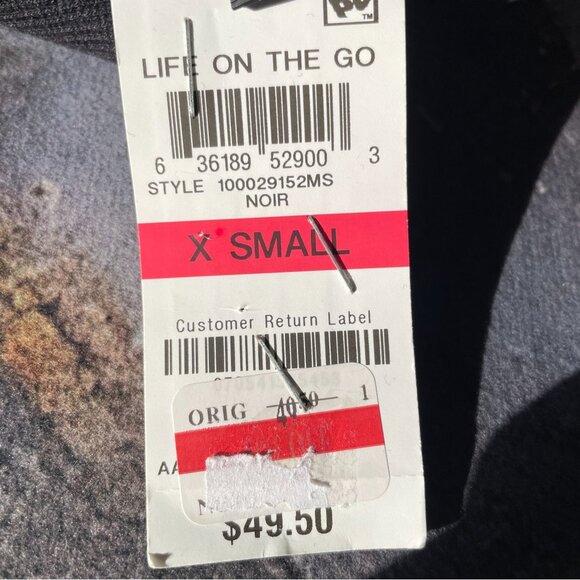 ™
LIFE ON THE GO
6 36189 52900 3
STYLE 100029152MS
NOIR
X SMALL
Customer Return Label
ORIG 1
$49.50